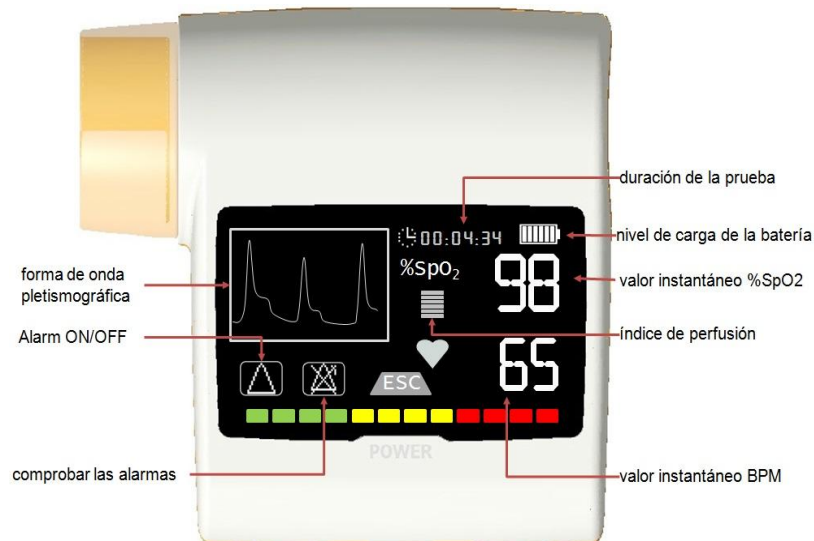 duración de la prueba
00:04:34
nivel de carga de la batería
%SpO₂
98
valor instantáneo %SpO2
forma de onda
pletismográfica
índice de perfusión
Alarm ON/OFF
ESC
65
POWER
comprobar las alarmas
valor instantáneo BPM